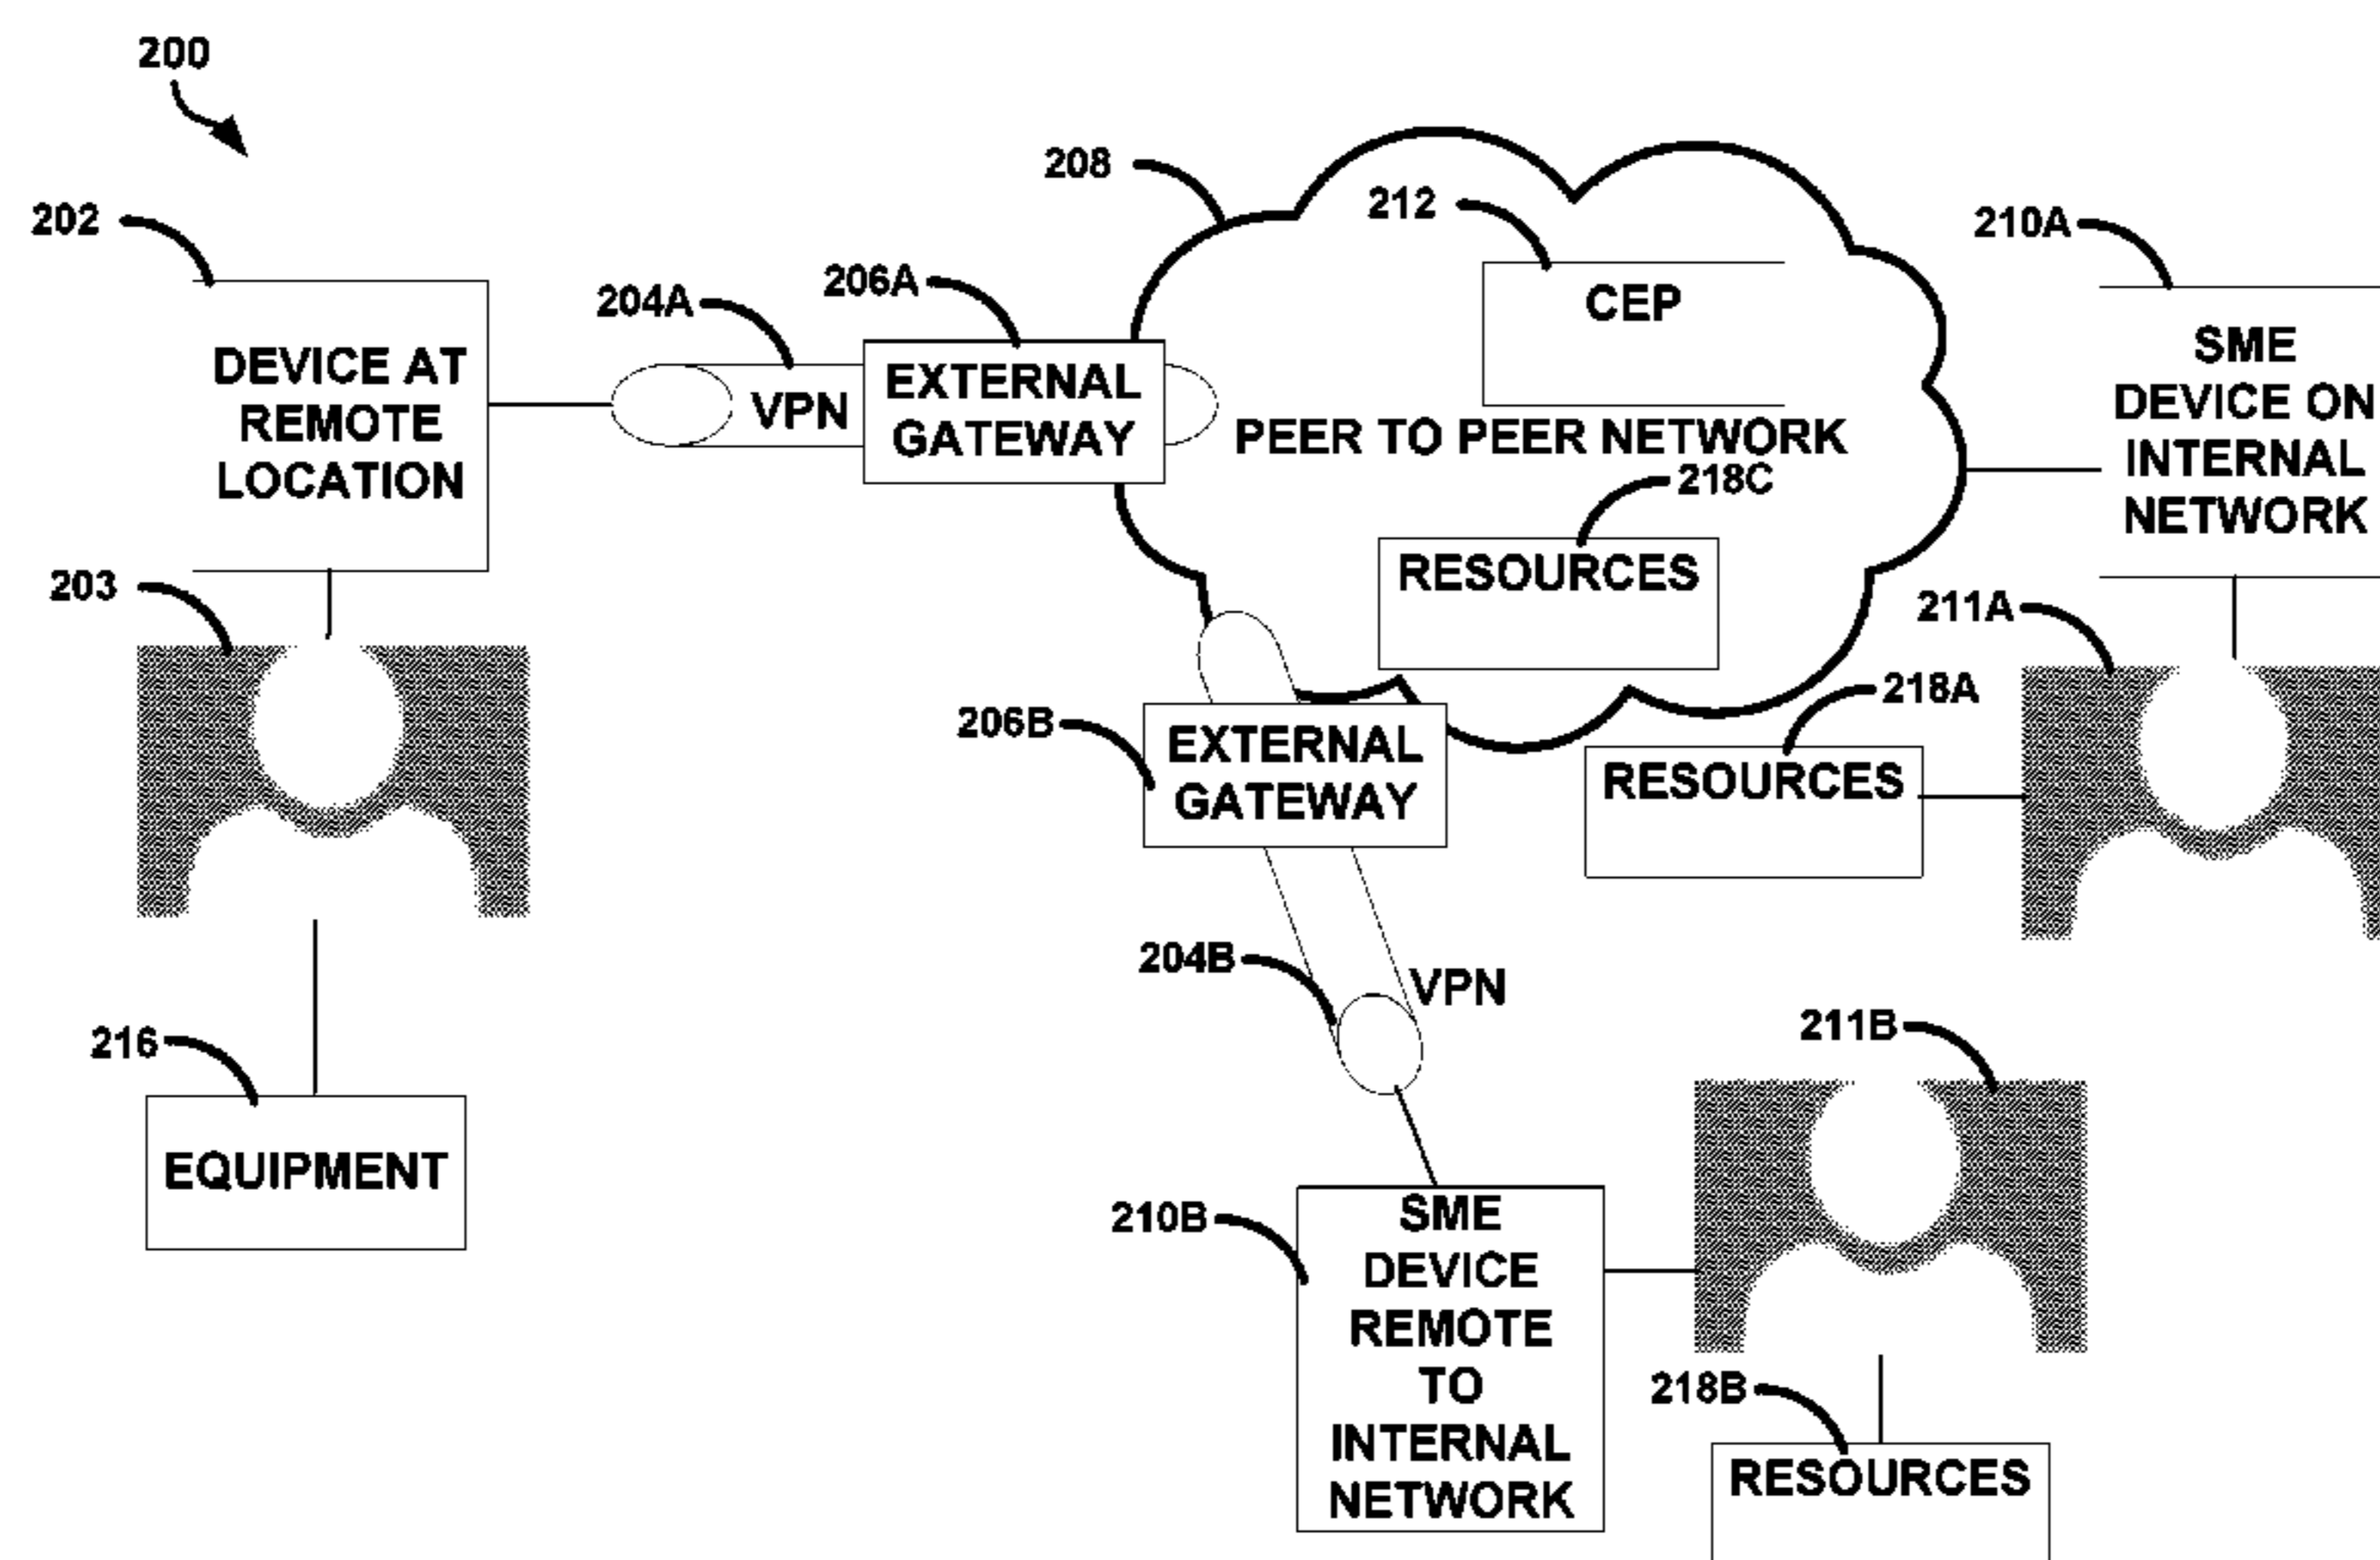 200
202
DEVICE AT
REMOTE
LOCATION
204A
VPN
206A
EXTERNAL
GATEWAY
208
212
CEP
PEER TO PEER NETWORK
218C
RESOURCES
210A
SME
DEVICE ON
INTERNAL
NETWORK
203
211A
218A
RESOURCES
206B
EXTERNAL
GATEWAY
204B
VPN
216
EQUIPMENT
211B
210B
SME
DEVICE
REMOTE
TO
INTERNAL
NETWORK
218B
RESOURCES